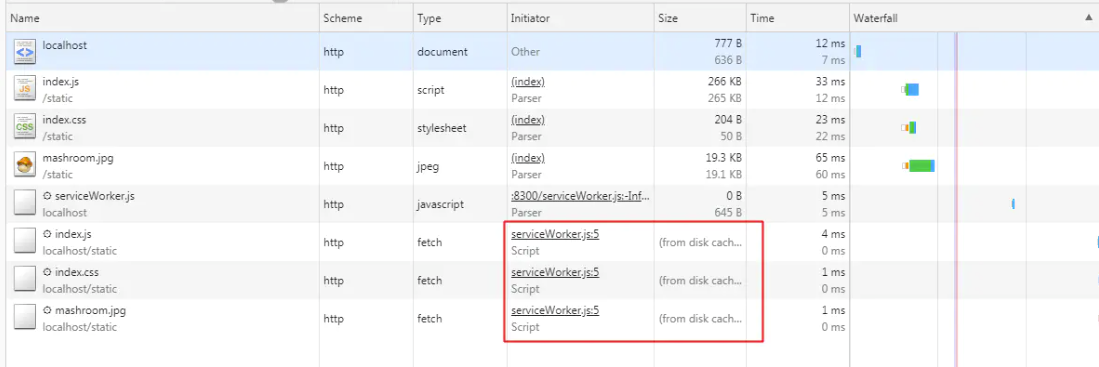 Name Scheme Type Initiator Size Time Waterfall
localhost http document Other 777 B 12 ms
636 B 7 ms
index.js http script (index) 266 KB 33 ms
/static Parser 265 KB 12 ms
index.css http stylesheet (index) 204 B 23 ms
/static Parser 50 B 22 ms
mashroom.jpg http jpeg (index) 19.3 KB 65 ms
/static Parser 19.1 KB 60 ms
serviceWorker.js http javascript :8300/serviceWorker.js:-Inf... 0 B 5 ms
localhost Parser 645 B 5 ms
index.js http fetch serviceWorker.js:5 (from disk cach... 4 ms
localhost/static Script 0 ms
index.css http fetch serviceWorker.js:5 (from disk cach... 1 ms
localhost/static Script 0 ms
mashroom.jpg http fetch serviceWorker.js:5 (from disk cach... 1 ms
localhost/static Script 0 ms